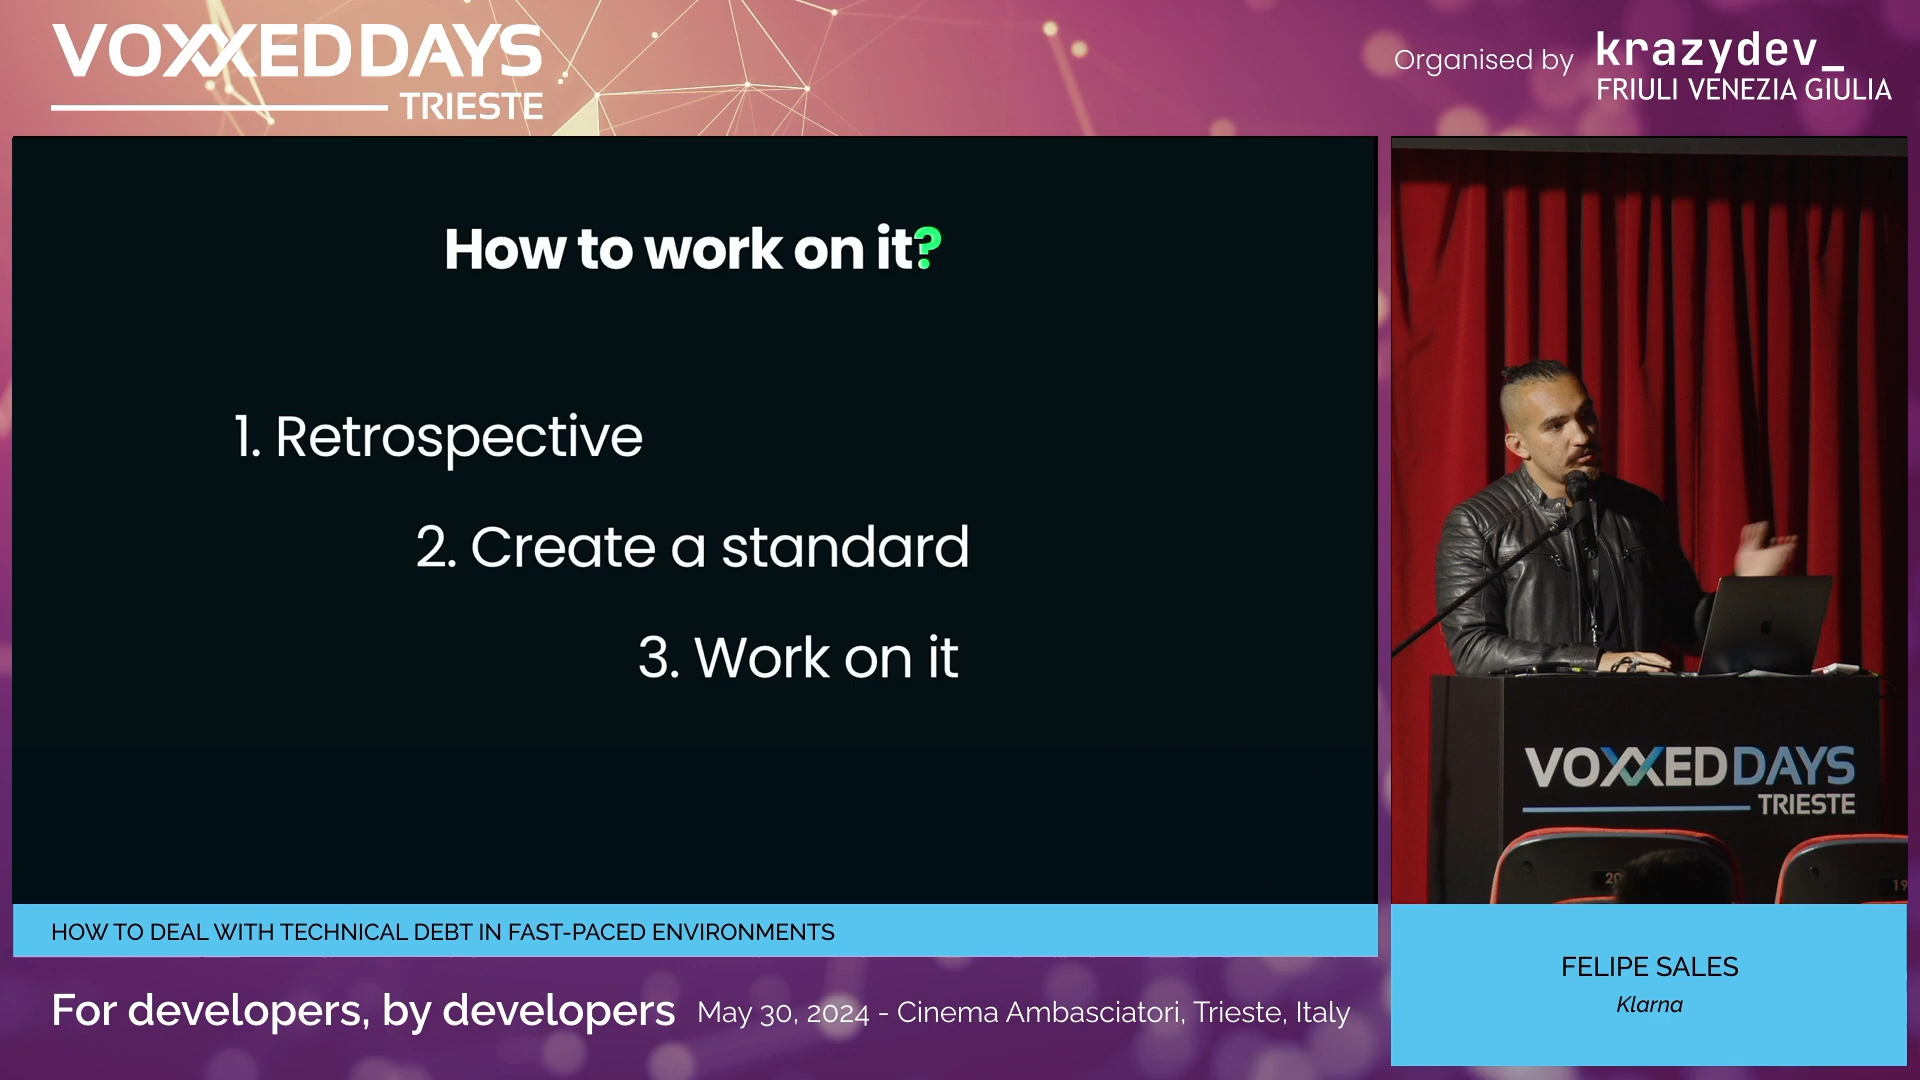 VOXXEDDAYS
TRIESTE
Organised by
krazydev_
FRIULI VENEZIA GIULIA
How to work on it?
1. Retrospective
2. Create a standard
3. Work on it
VOXXEDDAYS
TRIESTE
20
19
HOW TO DEAL WITH TECHNICAL DEBT IN FAST-PACED ENVIRONMENTS
FELIPE SALES
Klarna
For developers, by developers
May 30, 2024 - Cinema Ambasciatori, Trieste, Italy